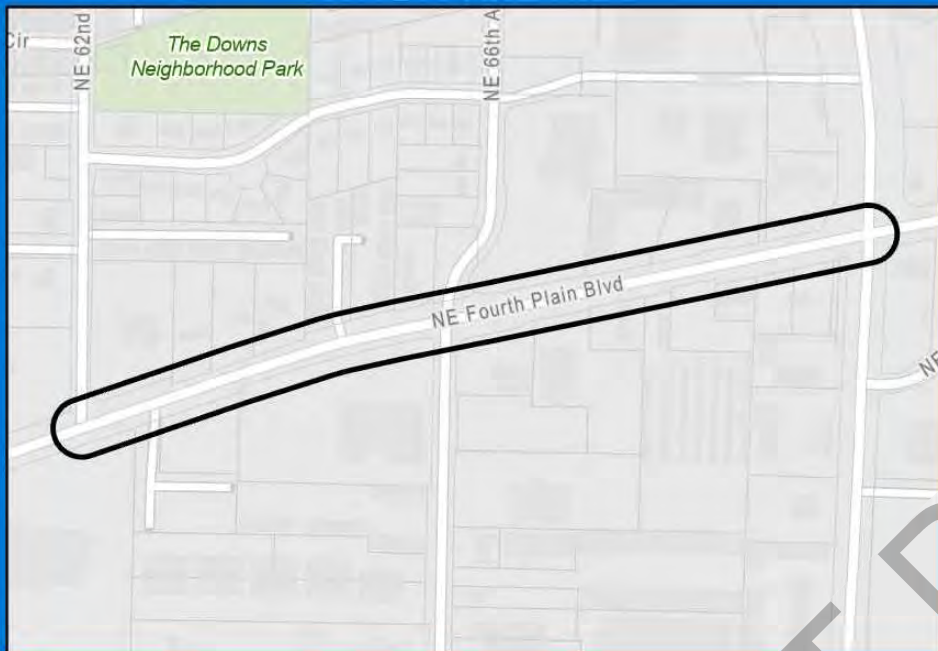 Cir
NE 62nd
The Downs
Neighborhood Park
NE 66th A
NE Fourth Plain Blvd
NE